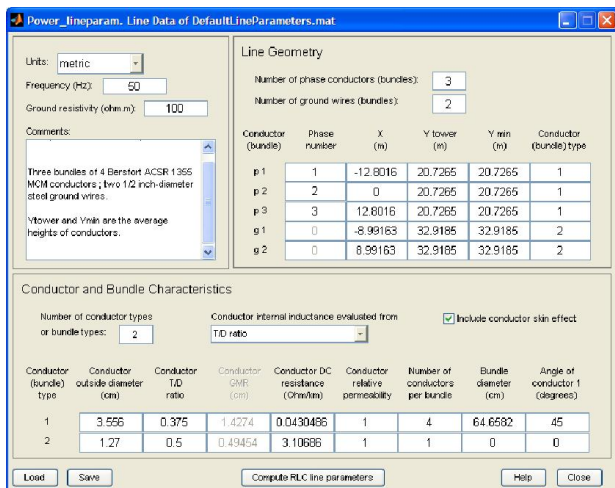 Power_lineparam. Line Data of DefaultLineParameters.mat
Units: metric
Frequency (Hz): 50
Ground resistivity (ohm.m): 100
Comments:
Three bundles of 4 Bersfort ACSR 1355
MCM conductors ; two 1/2 inch-diameter
steel ground wires.
Ytower and Ymin are the average
heights of conductors.
Line Geometry
Number of phase conductors (bundles): 3
Number of ground wires (bundles): 2
Conductor Phase X Y tower Y min Conductor
(bundle) number (m) (m) (m) (bundle) type
p 1 1 -12.8016 20.7265 20.7265 1
p 2 2 0 20.7265 20.7265 1
p 3 3 12.8016 20.7265 20.7265 1
g 1 0 -8.99163 32.9185 32.9185 2
g 2 0 8.99163 32.9185 32.9185 2
Conductor and Bundle Characteristics
Number of conductor types
or bundle types: 2
Conductor internal inductance evaluated from
T/D ratio
Include conductor skin effect
Conductor Conductor Conductor Conductor Conductor DC Conductor Number of Bundle Angle of
(bundle) outside diameter T/D GMR resistance relative conductors diameter conductor 1
type (cm) ratio (cm) (Ohm/km) permeability per bundle (cm) (degrees)
1 3.556 0.375 1.4274 0.0430486 1 4 64.6582 45
2 1.27 0.5 0.49454 3.10686 1 1 0 0
Load Save Compute RLC line parameters Help Close